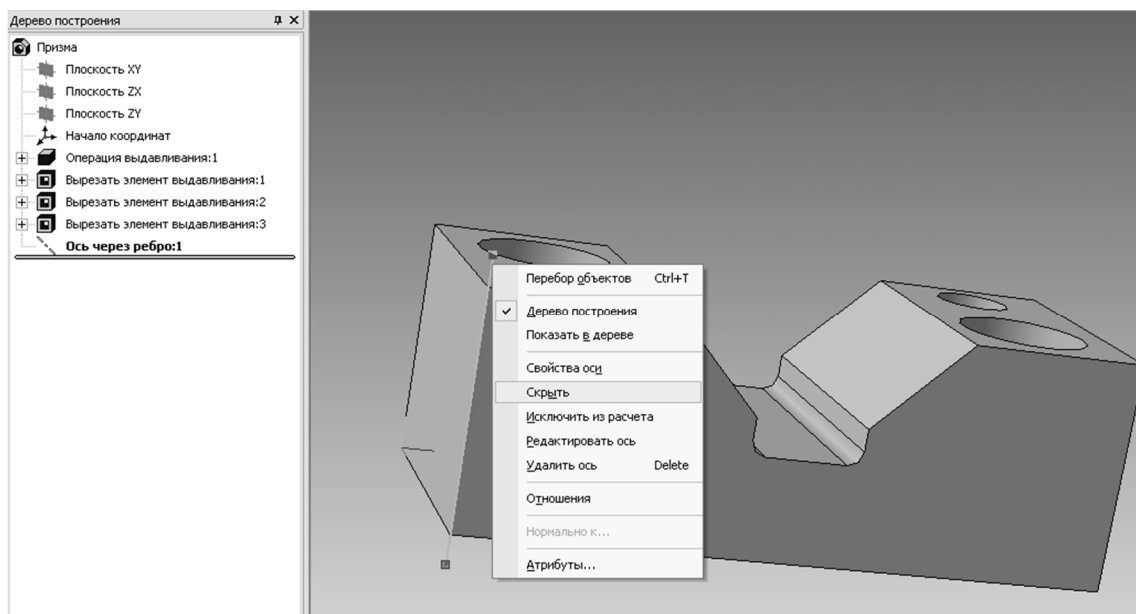 Дерево построения
Призма
Плоскость XY
Плоскость ZX
Плоскость ZY
Начало координат
Операция выдавливания:1
Вырезать элемент выдавливания:1
Вырезать элемент выдавливания:2
Вырезать элемент выдавливания:3
Ось через ребро:1
Перебор объектов Ctrl+T
Дерево построения
Показать в дереве
Свойства оси
Скрыть
Исключить из расчета
Редактировать ось
Удалить ось Delete
Отношения
Нормально к...
Атрибуты...